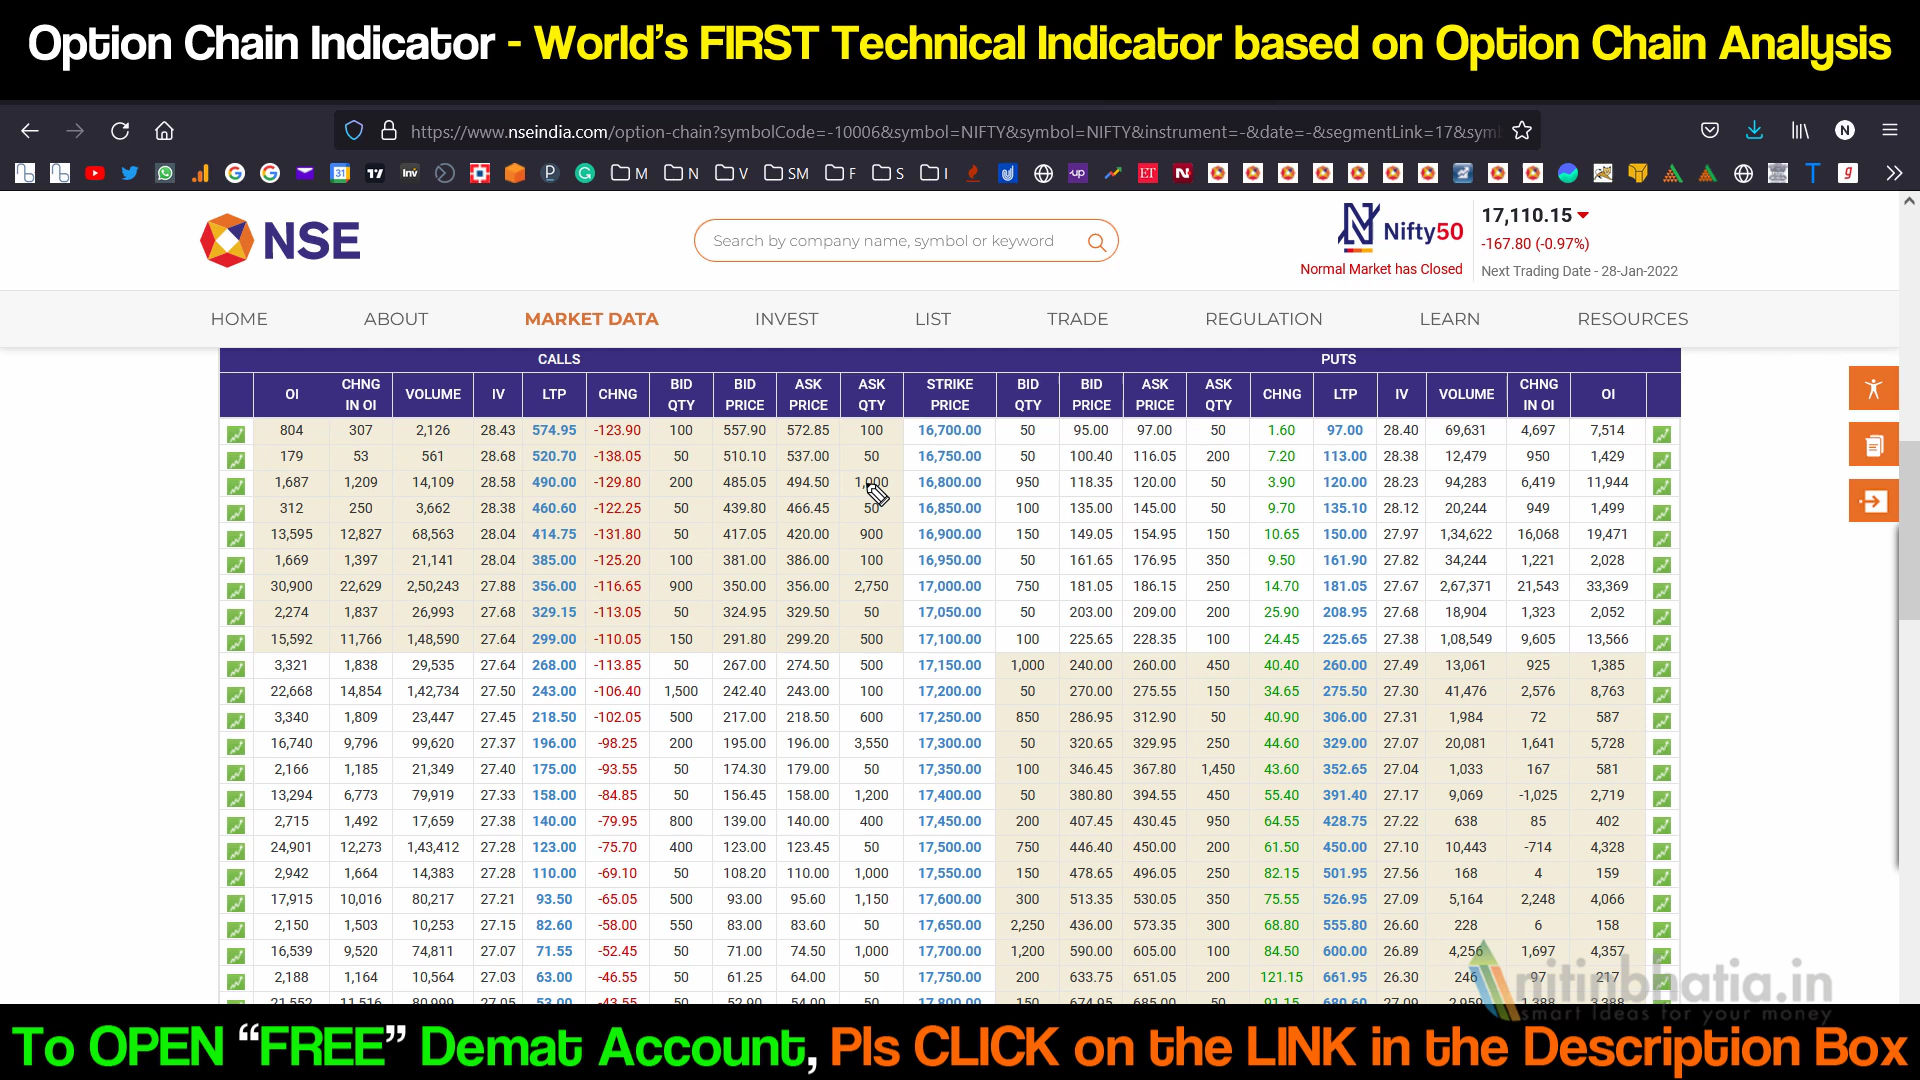 Option Chain Indicator - World's FIRST Technical Indicator based on Option Chain Analysis
https://www.nseindia.com/option-chain?symbolCode=-10006&symbol=NIFTY&symbol=NIFTY&instrument=-&date=-&segmentLink=17&sym
M N V SM F S I
NSE
Search by company name, symbol or keyword
Nifty50
Normal Market has Closed
17,110.15
-167.80 (-0.97%)
Next Trading Date - 28-Jan-2022
HOME ABOUT MARKET DATA INVEST LIST TRADE REGULATION LEARN RESOURCES
CALLS PUTS
OI CHNG IN OI VOLUME IV LTP CHNG BID QTY BID PRICE ASK PRICE ASK QTY STRIKE PRICE BID QTY BID PRICE ASK PRICE ASK QTY CHNG LTP IV VOLUME CHNG IN OI OI
804 307 2,126 28.43 574.95 -123.90 100 557.90 572.85 100 16,700.00 50 95.00 97.00 50 1.60 97.00 28.40 69,631 4,697 7,514
179 53 561 28.68 520.70 -138.05 50 510.10 537.00 50 16,750.00 50 100.40 116.05 200 7.20 113.00 28.38 12,479 950 1,429
1,687 1,209 14,109 28.58 490.00 -129.80 200 485.05 494.50 1,000 16,800.00 950 118.35 120.00 50 3.90 120.00 28.23 94,283 6,419 11,944
312 250 3,662 28.38 460.60 -122.25 50 439.80 466.45 50 16,850.00 100 135.00 145.00 50 9.70 135.10 28.12 20,244 949 1,499
13,595 12,827 68,563 28.04 414.75 -131.80 50 417.05 420.00 900 16,900.00 150 149.05 154.95 150 10.65 150.00 27.97 1,34,622 16,068 19,471
1,669 1,397 21,141 28.04 385.00 -125.20 100 381.00 386.00 100 16,950.00 50 161.65 176.95 350 9.50 161.90 27.82 34,244 1,221 2,028
30,900 22,629 2,50,243 27.88 356.00 -116.65 900 350.00 356.00 2,750 17,000.00 750 181.05 186.15 250 14.70 181.05 27.67 2,67,371 21,543 33,369
2,274 1,837 26,993 27.68 329.15 -113.05 50 324.95 329.50 50 17,050.00 50 203.00 209.00 200 25.90 208.95 27.68 18,904 1,323 2,052
15,592 11,766 1,48,590 27.64 299.00 -110.05 150 291.80 299.20 500 17,100.00 100 225.65 228.35 100 24.45 225.65 27.38 1,08,549 9,605 13,566
3,321 1,838 29,535 27.64 268.00 -113.85 50 267.00 274.50 500 17,150.00 1,000 240.00 260.00 450 40.40 260.00 27.49 13,061 925 1,385
22,668 14,854 1,42,734 27.50 243.00 -106.40 1,500 242.40 243.00 100 17,200.00 50 270.00 275.55 150 34.65 275.50 27.30 41,476 2,576 8,763
3,340 1,809 23,447 27.45 218.50 -102.05 500 217.00 218.50 600 17,250.00 850 286.95 312.90 50 40.90 306.00 27.31 1,984 72 587
16,740 9,796 99,620 27.37 196.00 -98.25 200 195.00 196.00 3,550 17,300.00 50 320.65 329.95 250 44.60 329.00 27.07 20,081 1,641 5,728
2,166 1,185 21,349 27.40 175.00 -93.55 50 174.30 179.00 50 17,350.00 100 346.45 367.80 1,450 43.60 352.65 27.04 1,033 167 581
13,294 6,773 79,919 27.33 158.00 -84.85 50 156.45 158.00 1,200 17,400.00 50 380.80 394.55 450 55.40 391.40 27.17 9,069 -1,025 2,719
2,715 1,492 17,659 27.38 140.00 -79.95 800 139.00 140.00 400 17,450.00 200 407.45 430.45 950 64.55 428.75 27.22 638 85 402
24,901 12,273 1,43,412 27.28 123.00 -75.70 400 123.00 123.45 50 17,500.00 750 446.40 450.00 200 61.50 450.00 27.10 10,443 -714 4,328
2,942 1,664 14,383 27.28 110.00 -69.10 50 108.20 110.00 1,000 17,550.00 150 478.65 496.05 250 82.15 501.95 27.56 168 4 159
17,915 10,016 80,217 27.21 93.50 -65.05 500 93.00 95.60 1,150 17,600.00 300 513.35 530.05 350 75.55 526.95 27.09 5,164 2,248 4,066
2,150 1,503 10,253 27.15 82.60 -58.00 550 83.00 83.60 50 17,650.00 2,250 436.00 573.35 300 68.80 555.80 26.60 228 6 158
16,539 9,520 74,811 27.07 71.55 -52.45 50 71.00 74.50 1,000 17,700.00 1,200 590.00 605.00 100 84.50 600.00 26.89 4,256 1,697 4,357
2,188 1,164 10,564 27.03 63.00 -46.55 50 61.25 64.00 50 17,750.00 200 633.75 651.05 200 121.15 661.95 26.30 246 97 217
nitinbhatia.in
smart ideas for your money
To OPEN “FREE” Demat Account, Pls CLICK on the LINK in the Description Box